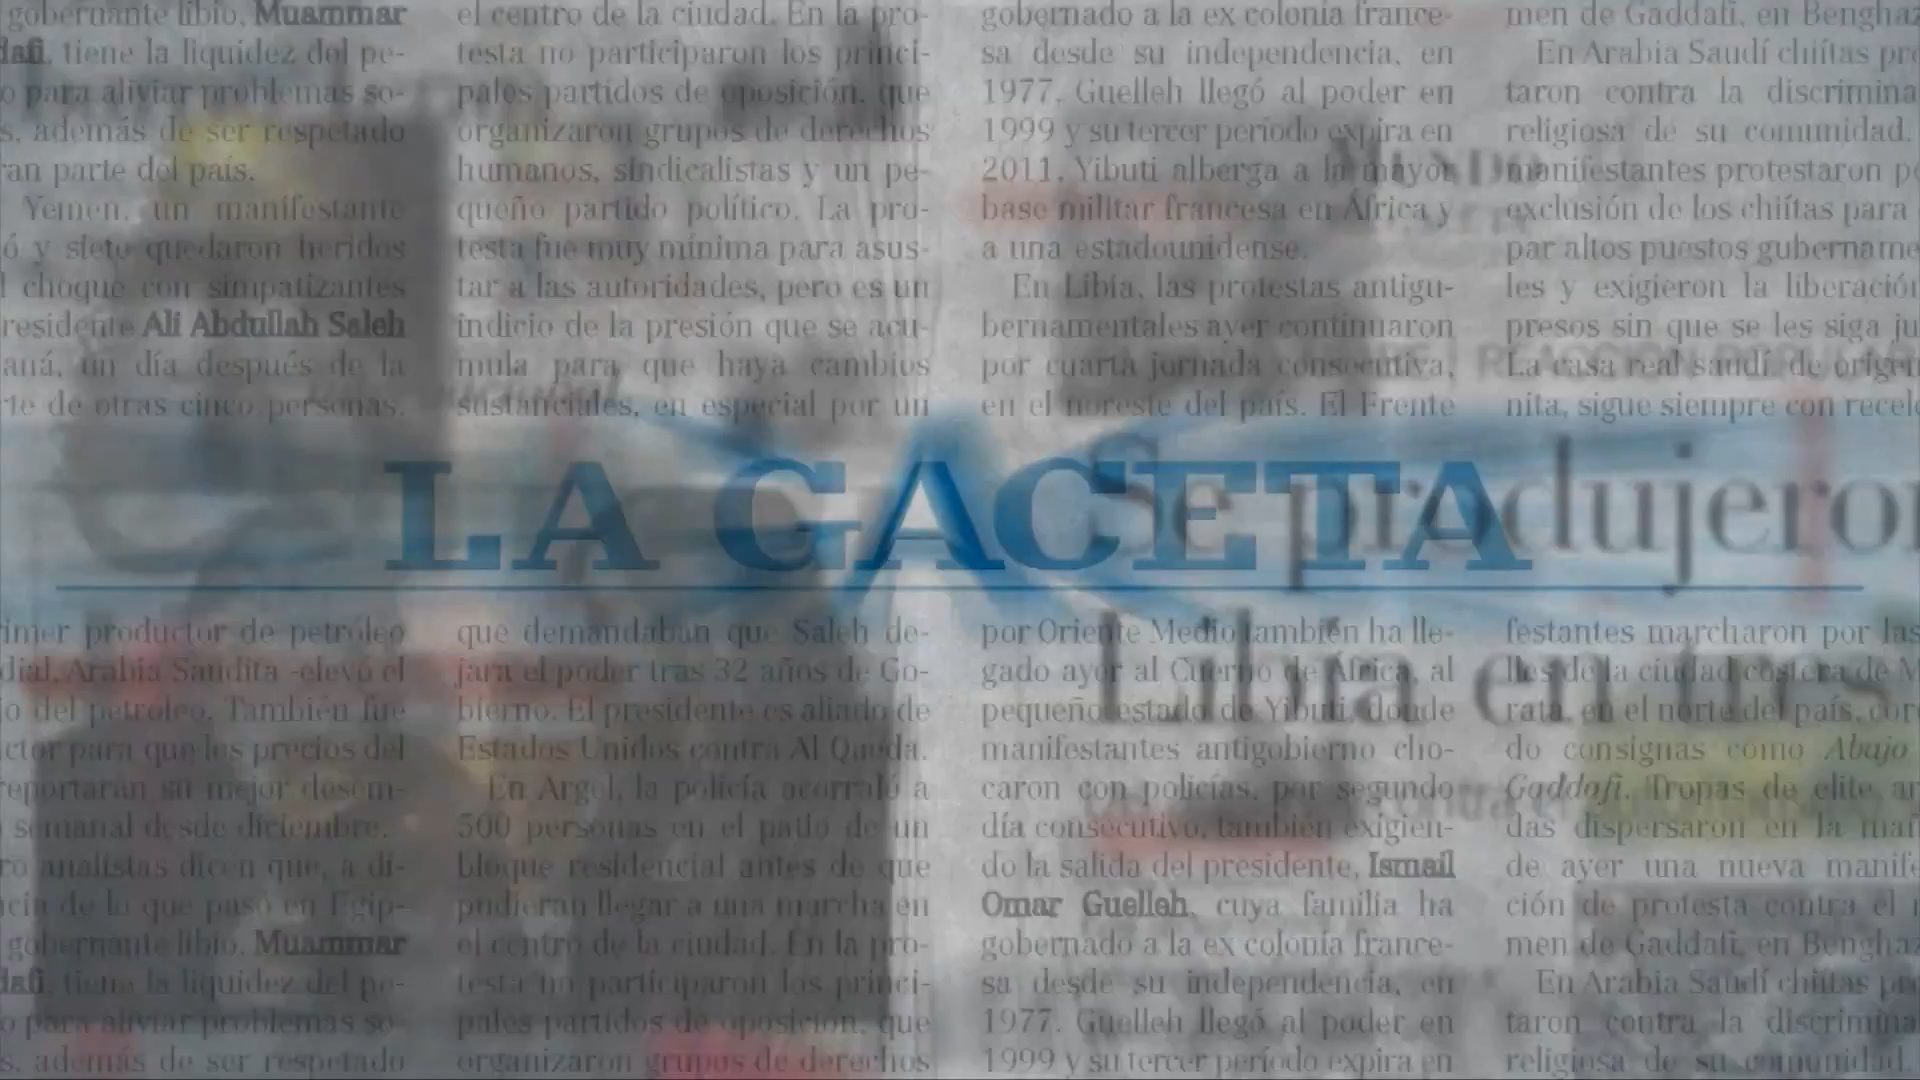 gobernante libio, Muammar
dafi, tiene la liquidez del pe-
o para aliviar problemas so-
s, además de ser respetado
ran parte del país.
Yemen, un manifestante
ó y siete quedaron heridos
l choque con simpatizantes
residente Ali Abdullah Saleh
aná, un día después de la
rte de otras cinco personas.
el centro de la ciudad. En la pro-
testa no participaron los princi-
pales partidos de oposición, que
organizaron grupos de derechos
humanos, sindicalistas y un pe-
queño partido político. La pro-
testa fue muy mínima para asus-
tar a las autoridades, pero es un
indicio de la presión que se acu-
mula para que haya cambios
sustanciales, en especial por un
gobernado a la ex colonia france-
sa desde su independencia, en
1977. Guelleh llegó al poder en
1999 y su tercer período expira en
2011. Yibuti alberga a la mayor
base militar francesa en África y
a una estadounidense.
En Libia, las protestas antigu-
bernamentales ayer continuaron
por cuarta jornada consecutiva,
en el noreste del país. El Frente
men de Gaddafi, en Benghaz
En Arabia Saudí chiítas pro
taron contra la discrimina
religiosa de su comunidad.
manifestantes protestaron po
exclusión de los chiítas para
par altos puestos gubername
les y exigieron la liberación
presos sin que se les siga ju
La casa real saudí, de origen
nita, sigue siempre con recelo
MUNDO
REACCIÓN POPULAR
LA GACETA
Se produjeron
Libia en tres
contra
imer productor de petróleo
dial, Arabia Saudita -elevó el
io del petróleo. También fue
ctor para que los precios del
reportaran su mejor desem-
semanal desde diciembre.
ro analistas dicen que, a di-
ncia de lo que pasó en Egip-
gobernante libio, Muammar
dafi, tiene la liquidez del pe-
o para aliviar problemas so-
s, además de ser respetado
que demandaban que Saleh de-
jara el poder tras 32 años de Go-
bierno. El presidente es aliado de
Estados Unidos contra Al Qaeda.
En Argel, la policía acorraló a
500 personas en el patio de un
bloque residencial antes de que
pudieran llegar a una marcha en
el centro de la ciudad. En la pro-
testa no participaron los princi-
pales partidos de oposición, que
organizaron grupos de derechos
por Oriente Medio también ha lle-
gado ayer al Cuerno de África, al
pequeño estado de Yibuti, donde
manifestantes antigobierno cho-
caron con policías, por segundo
día consecutivo, también exigien-
do la salida del presidente, Ismail
Omar Guelleh, cuya familia ha
gobernado a la ex colonia france-
sa desde su independencia, en
1977. Guelleh llegó al poder en
1999 y su tercer período expira en
festantes marcharon por las
lles de la ciudad costera de M
rata, en el norte del país, core
do consignas como Abajo
Gaddafi. Tropas de elite ar
das dispersaron en la mañ
de ayer una nueva manife
ción de protesta contra el r
men de Gaddafi, en Benghaz
En Arabia Saudí chiítas pro
taron contra la discrimina
religiosa de su comunidad.